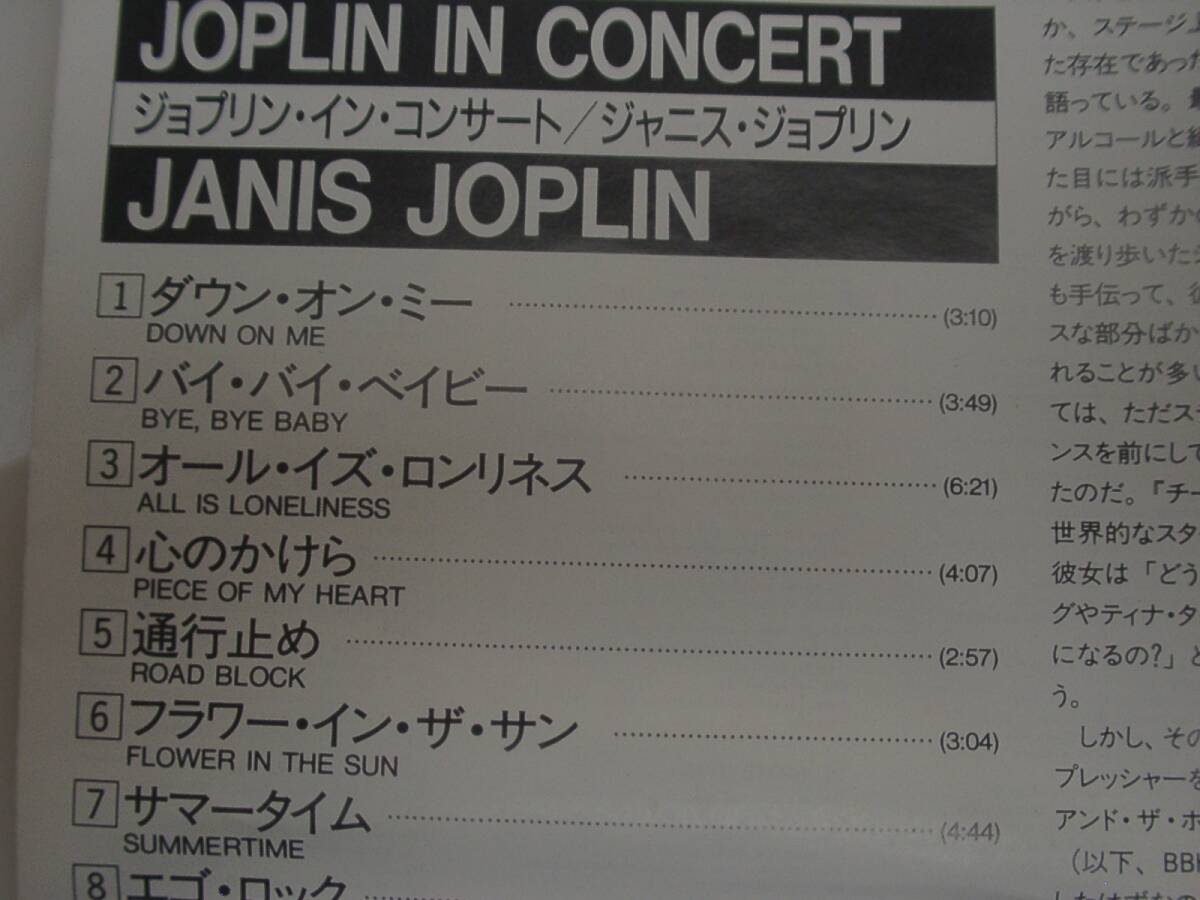 JOPLIN IN CONCERT
ジョプリン・イン・コンサート／ジャニス・ジョプリン
JANIS JOPLIN
1 ダウン・オン・ミー (3:10)
DOWN ON ME
2 バイ・バイ・ベイビー (3:49)
BYE, BYE BABY
3 オール・イズ・ロンリネス (6:21)
ALL IS LONELINESS
4 心のかけら (4:07)
PIECE OF MY HEART
5 通行止め (2:57)
ROAD BLOCK
6 フラワー・イン・ザ・サン (3:04)
FLOWER IN THE SUN
7 サマータイム (4:44)
SUMMERTIME
8 エゴ・ロック
か、ステージ
た存在であっ
語っている。
アルコールと
た目には派手
がら、わずか
を渡り歩いた
も手伝って、
スな部分ばか
れることが多い
ては、ただス
ンスを前にして
たのだ。『チー
世界的なスタ
彼女は「どう
グやティナ・タ
になるの?」と
う。
しかし、その
プレッシャーを
アンド・ザ・ホ
（以下、BB